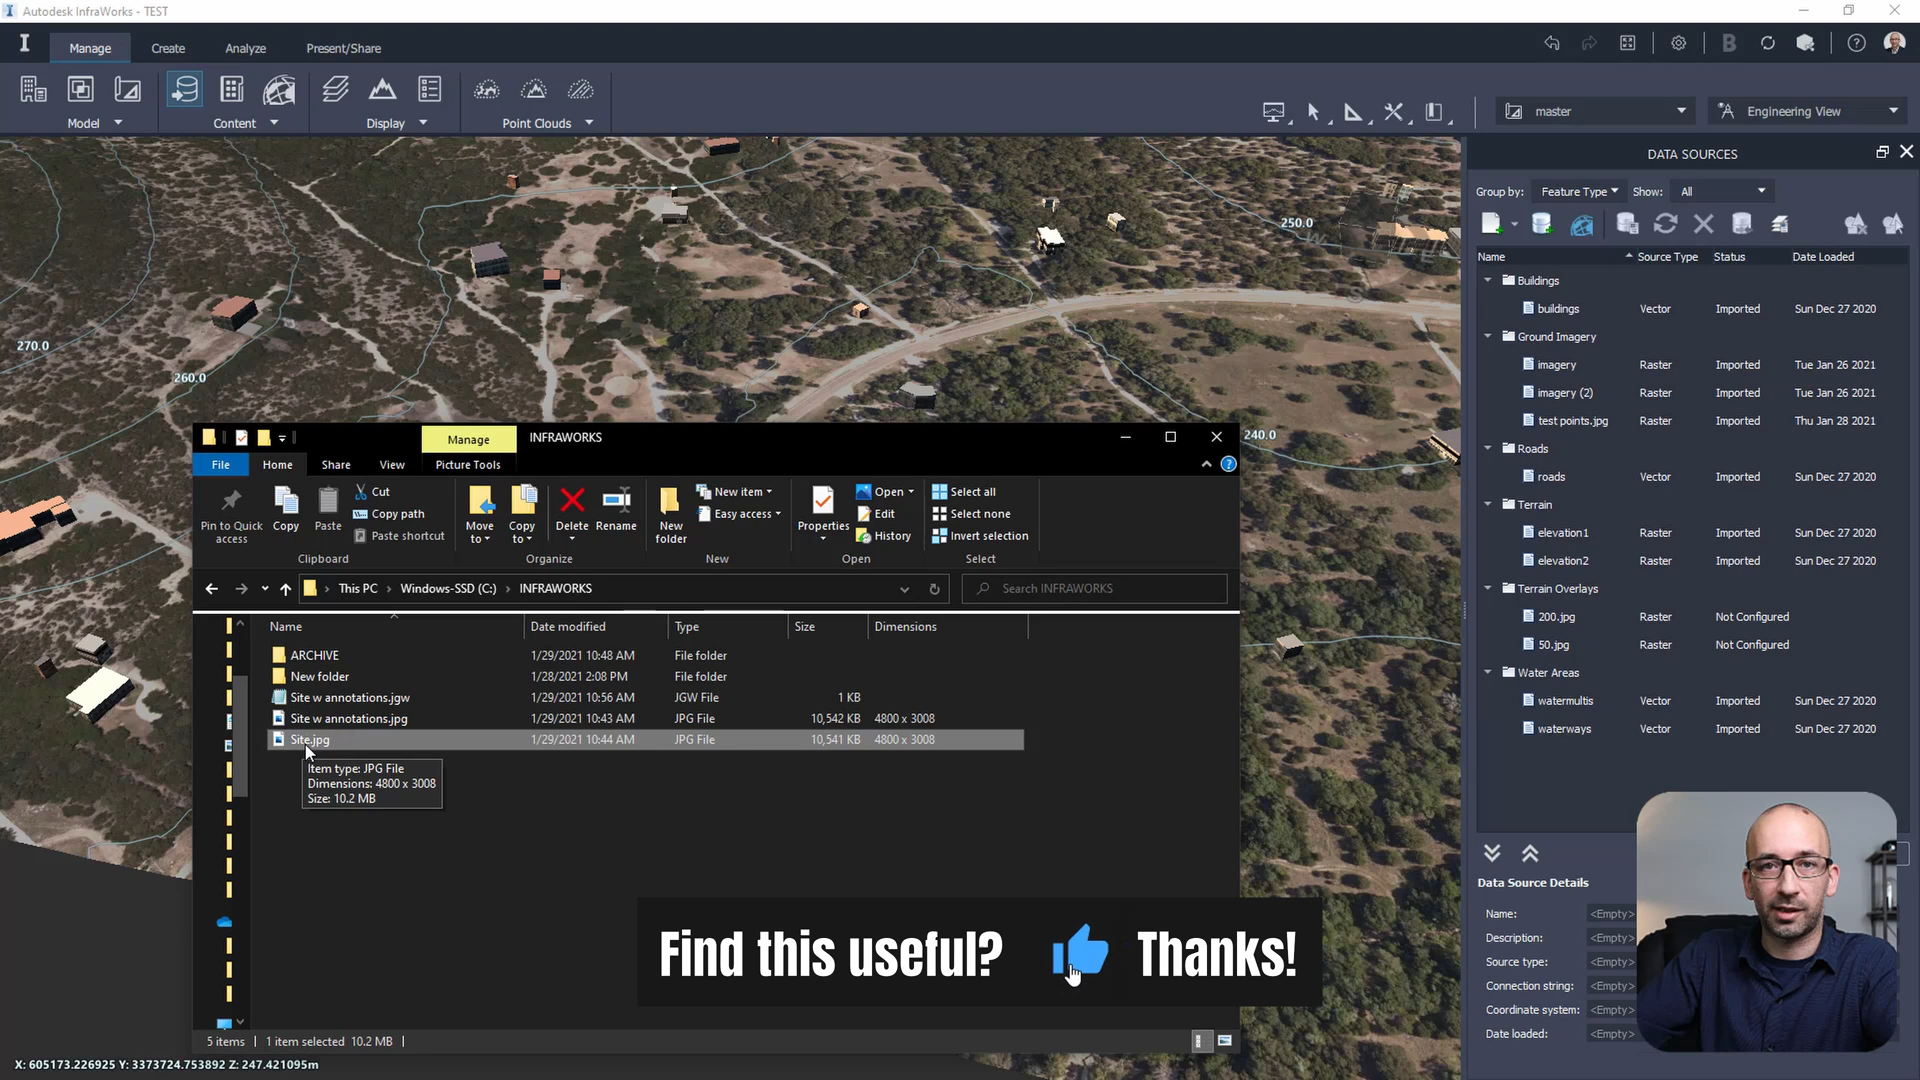 Autodesk InfraWorks - TEST
I Manage Create Analyze Present/Share
Model Content Display Point Clouds
master Engineering View
DATA SOURCES
Group by: Feature Type Show: All
Name Source Type Status Date Loaded
Buildings
buildings Vector Imported Sun Dec 27 2020
Ground Imagery
imagery Raster Imported Tue Jan 26 2021
imagery (2) Raster Imported Tue Jan 26 2021
test points.jpg Raster Imported Thu Jan 28 2021
Roads
roads Vector Imported Sun Dec 27 2020
Terrain
elevation1 Raster Imported Sun Dec 27 2020
elevation2 Raster Imported Sun Dec 27 2020
Terrain Overlays
200.jpg Raster Not Configured
50.jpg Raster Not Configured
Water Areas
watermultis Vector Imported Sun Dec 27 2020
waterways Vector Imported Sun Dec 27 2020
Data Source Details
Name: <Empty>
Description: <Empty>
Source type: <Empty>
Connection string: <Empty>
Coordinate system: <Empty>
Date loaded: <Empty>
250.0
270.0
260.0
240.0
Manage INFRAWORKS
File Home Share View Picture Tools
Pin to Quick access
Copy
Paste
Cut
Copy path
Paste shortcut
Clipboard
Move to
Copy to
Delete
Rename
Organize
New folder
New item
Easy access
New
Properties
Open
Edit
History
Open
Select all
Select none
Invert selection
Select
This PC Windows-SSD (C:) INFRAWORKS
Search INFRAWORKS
Name Date modified Type Size Dimensions
ARCHIVE 1/29/2021 10:48 AM File folder
New folder 1/28/2021 2:08 PM File folder
Site w annotations.jgw 1/29/2021 10:56 AM JGW File 1 KB
Site w annotations.jpg 1/29/2021 10:43 AM JPG File 10,542 KB 4800 x 3008
Site.jpg 1/29/2021 10:44 AM JPG File 10,541 KB 4800 x 3008
Item type: JPG File
Dimensions: 4800 x 3008
Size: 10.2 MB
Find this useful? Thanks!
5 items 1 item selected 10.2 MB
X: 605173.226925 Y: 3373724.753892 Z: 247.421095m